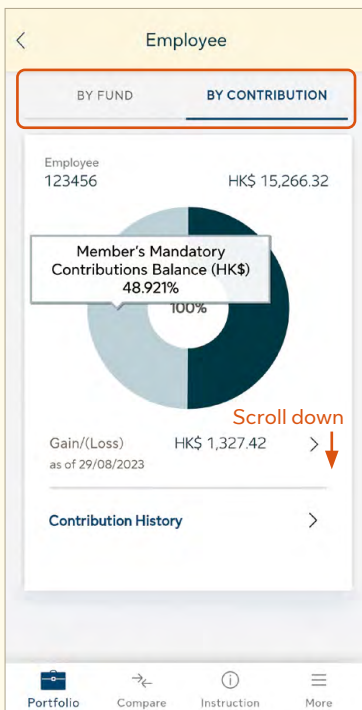 Employee
BY FUND BY CONTRIBUTION
Employee
123456 HK$ 15,266.32
Member's Mandatory
Contributions Balance (HK$)
48.921%
100%
Scroll down
Gain/(Loss) HK$ 1,327.42
as of 29/08/2023
Contribution History
Portfolio Compare Instruction More